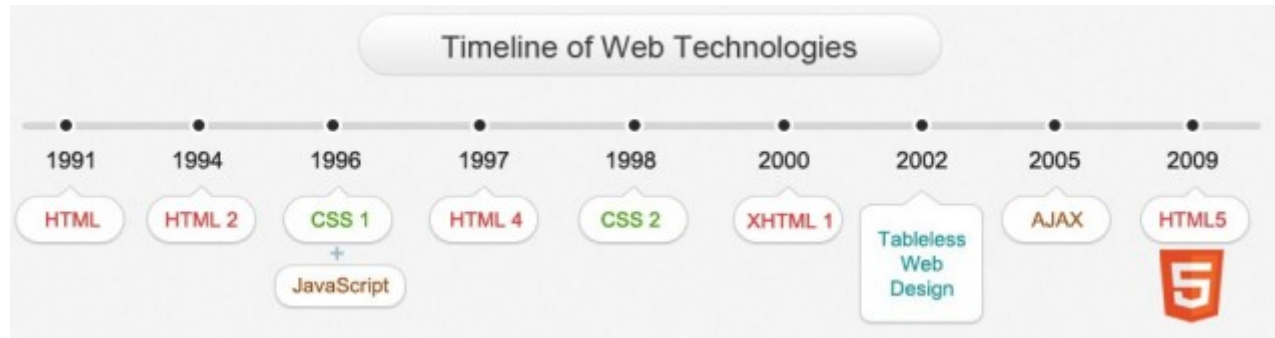 Timeline of Web Technologies
1991 1994 1996 1997 1998 2000 2002 2005 2009
HTML HTML 2 CSS 1 HTML 4 CSS 2 XHTML 1 Tableless Web Design AJAX HTML5
+
JavaScript
5